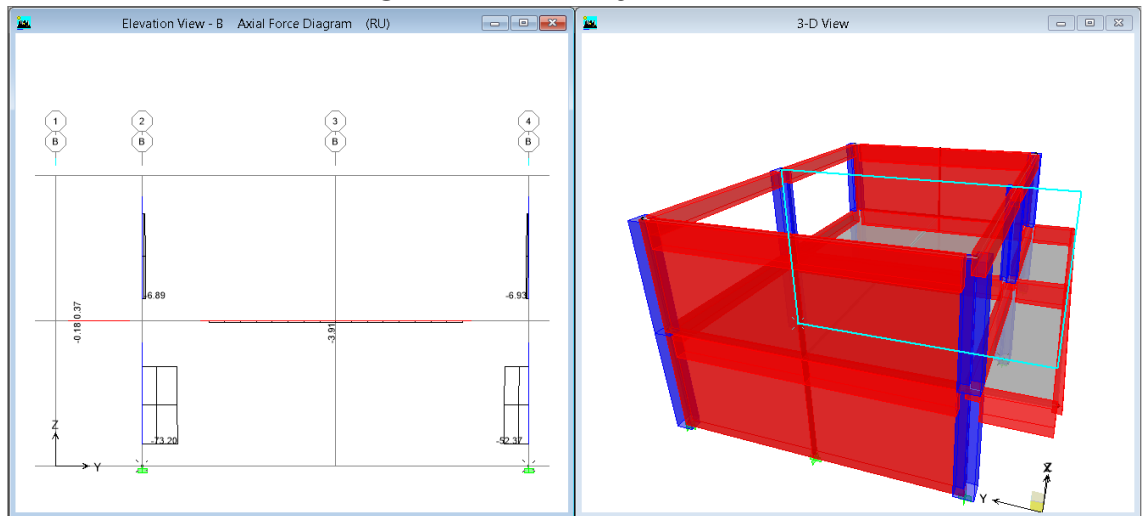 Elevation View - B Axial Force Diagram (RU)
1 2 3 4
B B B B
-6.89
-6.93
-0.18 0.37
-3.91
-73.20
-52.37
Z
Y
3-D View
Z
Y